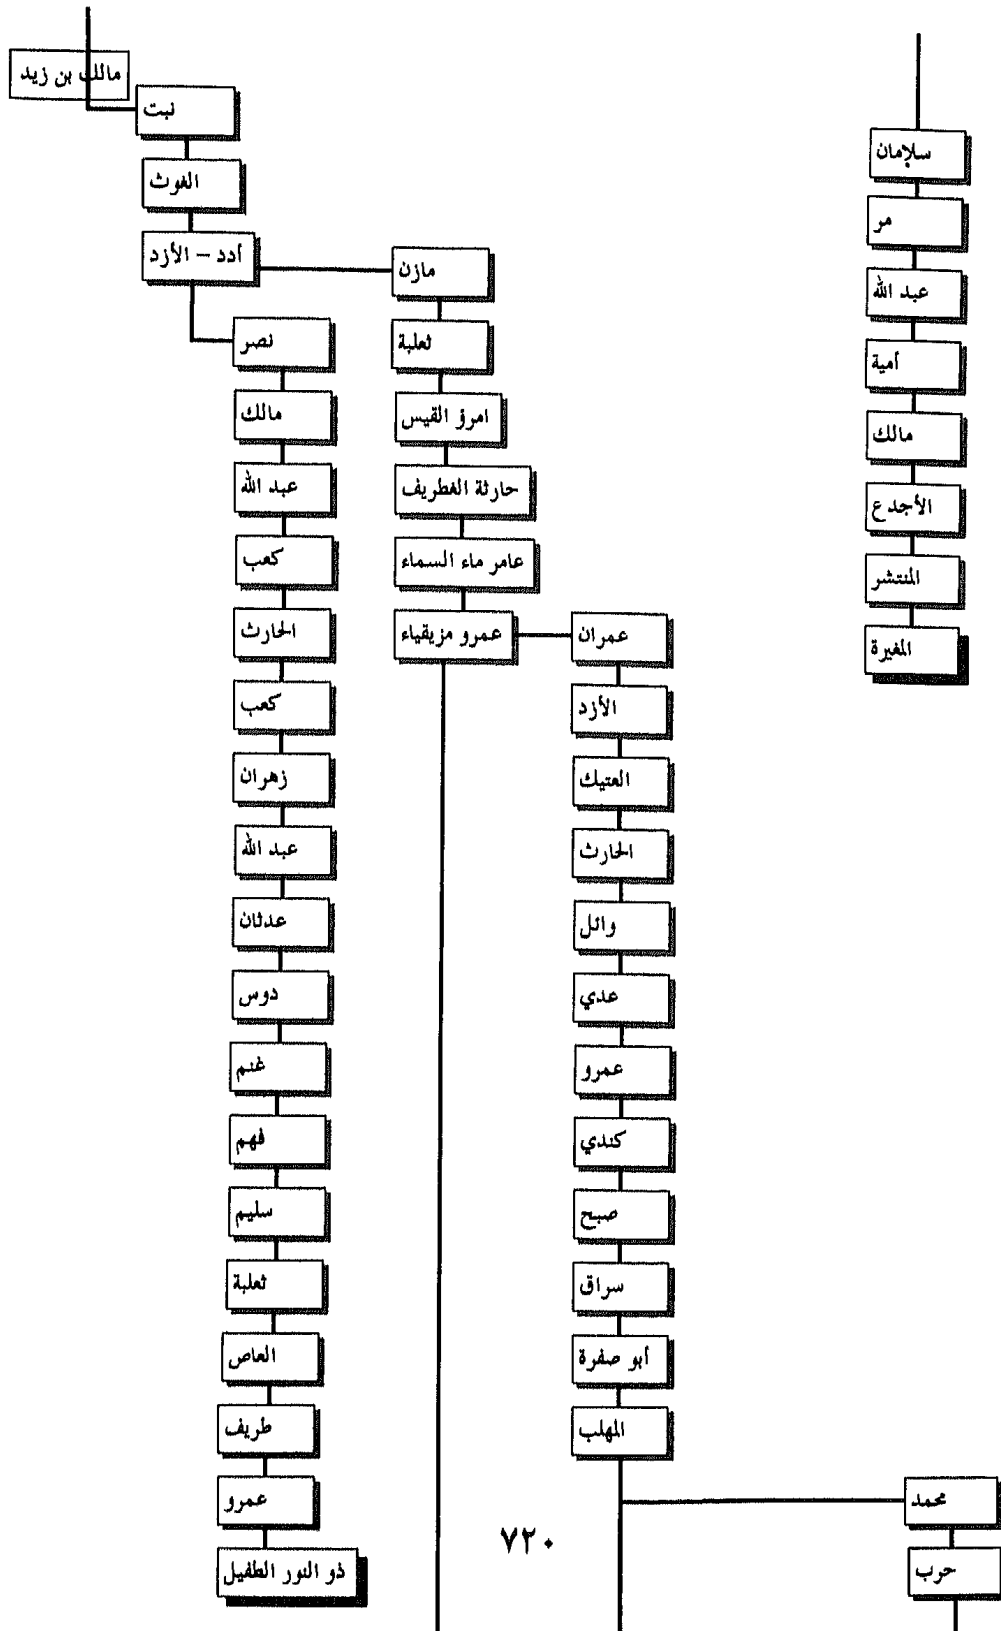 مالك بن زيد
نبت
الغوث
أدد – الأزد
سلامان
مر
عبد الله
أمية
مالك
الأجدع
المنتشر
المغيرة
مازن
ثعلبة
امرؤ القيس
حارثة الغطريف
عامر ماء السماء
عمرو مزيقياء
عمران
الأزد
العتيك
الحارث
وائل
عدي
عمرو
كندي
صبح
سراق
أبو صفرة
المهلب
محمد
حرب
نصر
مالك
عبد الله
كعب
الحارث
كعب
زهران
عبد الله
عدثان
دوس
غنم
فهم
سليم
ثعلبة
العاص
طريف
عمرو
ذو النور الطفيل
٧٢٠